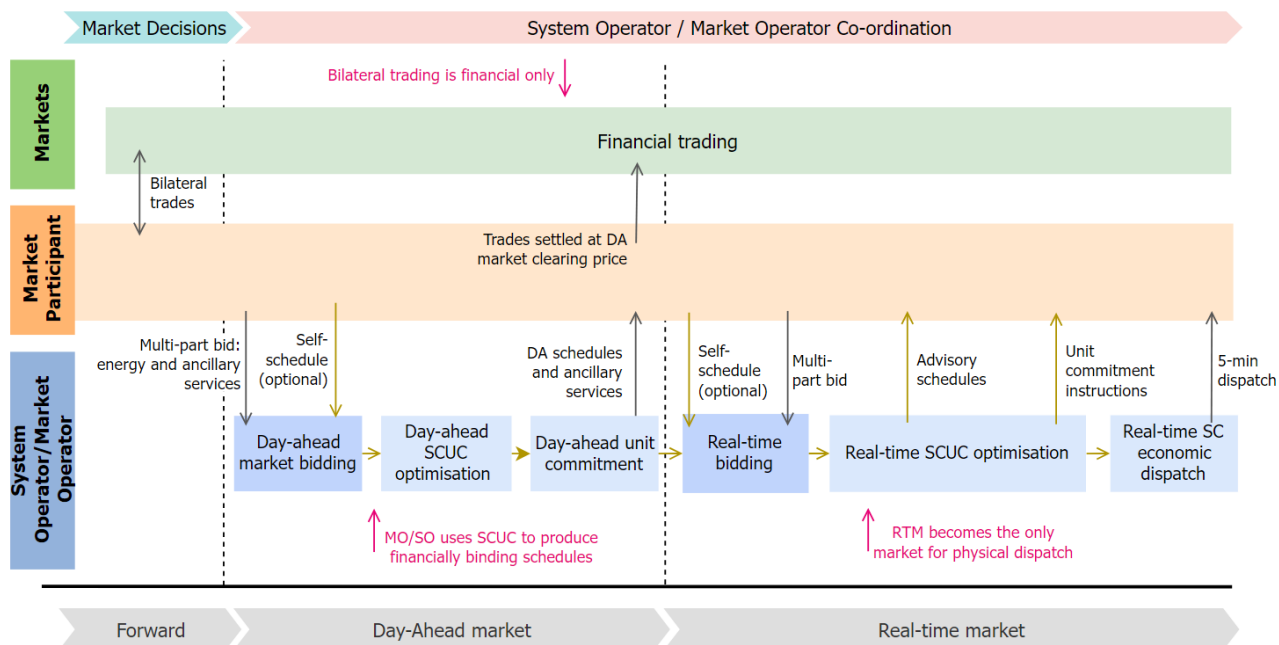 Market Decisions
System Operator / Market Operator Co-ordination
Bilateral trading is financial only
Markets
Financial trading
Bilateral
trades
Market
Participant
Trades settled at DA
market clearing price
Multi-part bid:
energy and ancillary
services
Self-
schedule
(optional)
DA schedules
and ancillary
services
Self-
schedule
(optional)
Multi-
part bid
Advisory
schedules
Unit
commitment
instructions
5-min
dispatch
System
Operator/Market
Operator
Day-ahead
market bidding
Day-ahead
SCUC
optimisation
Day-ahead unit
commitment
Real-time
bidding
Real-time SCUC optimisation
Real-time SC
economic
dispatch
MO/SO uses SCUC to produce
financially binding schedules
RTM becomes the only
market for physical dispatch
Forward
Day-Ahead market
Real-time market